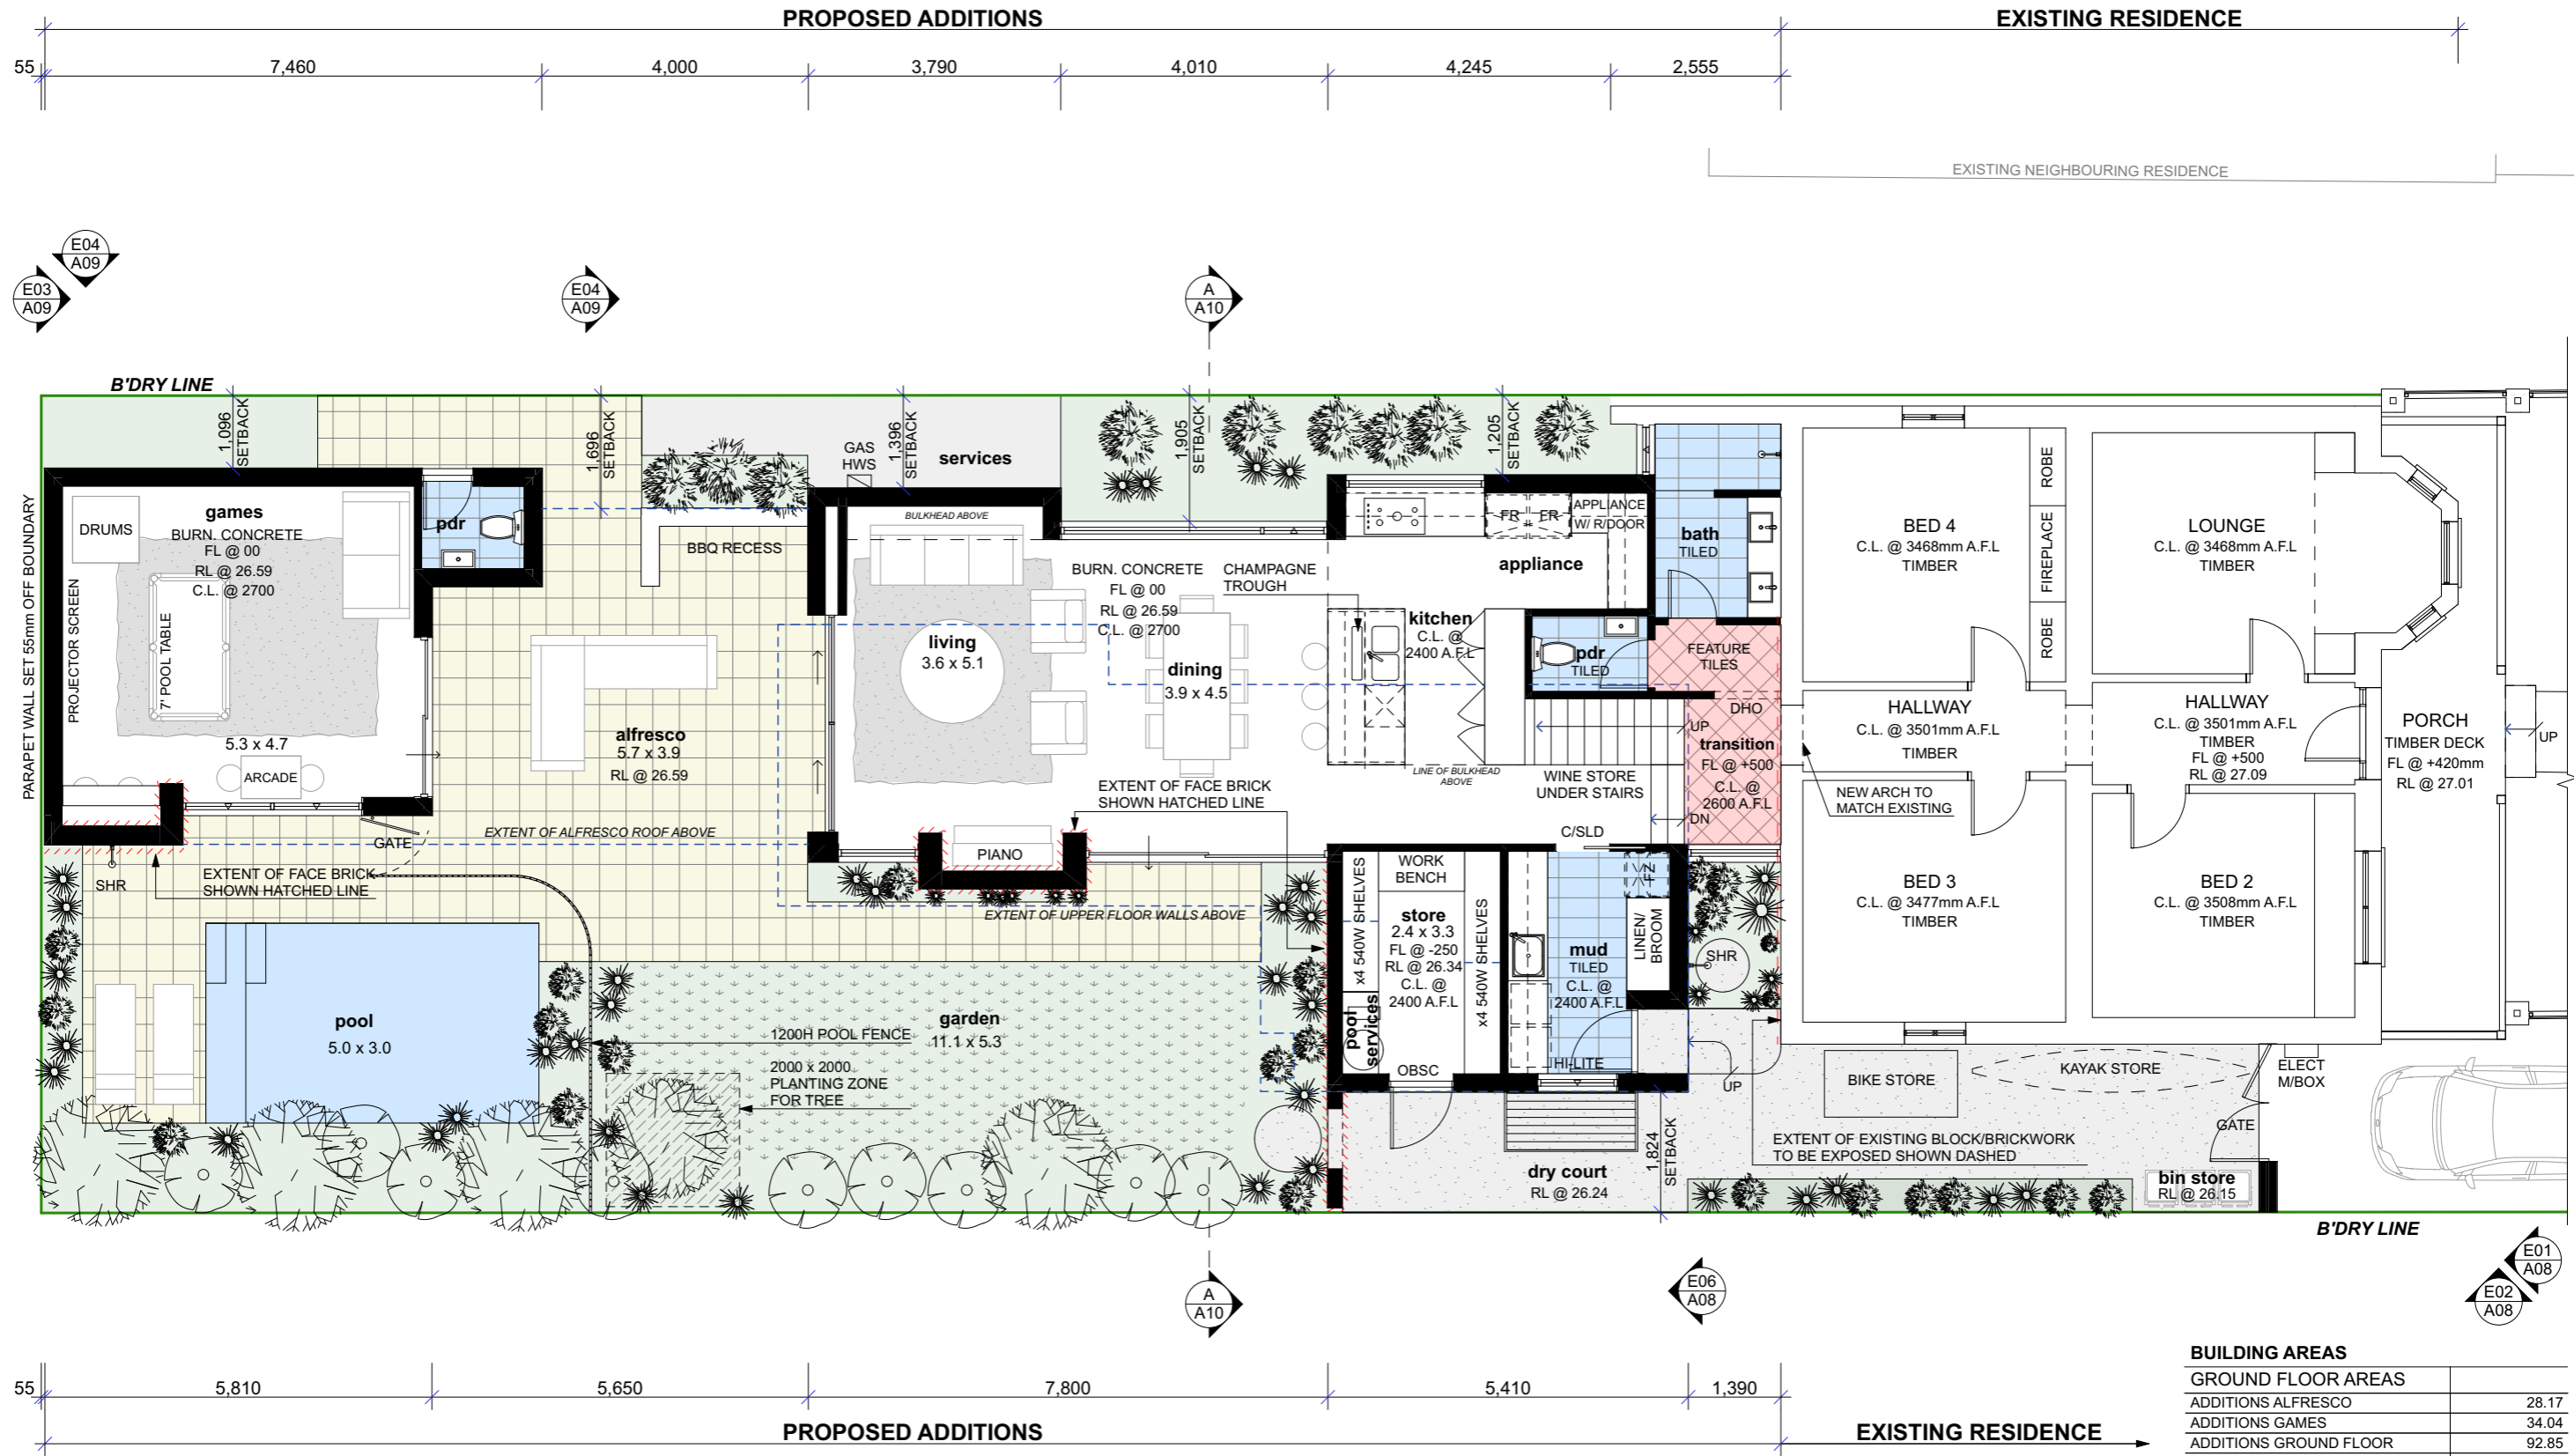 PROPOSED ADDITIONS
EXISTING RESIDENCE
55
7,460
4,000
3,790
4,010
4,245
2,555
EXISTING NEIGHBOURING RESIDENCE
E04
A09
E03
A09
E04
A09
A
A10
B'DRY LINE
1,096
SETBACK
1,696
SETBACK
1,396
SETBACK
1,905
SETBACK
1,205
SETBACK
GAS
HWS
services
PARAPET WALL SET 55mm OFF BOUNDARY
DRUMS
games
BURN. CONCRETE
FL @ 00
RL @ 26.59
C.L. @ 2700
PROJECTOR SCREEN
7' POOL TABLE
5.3 x 4.7
ARCADE
pdr
BBQ RECESS
alfresco
5.7 x 3.9
RL @ 26.59
EXTENT OF ALFRESCO ROOF ABOVE
GATE
SHR
EXTENT OF FACE BRICK
SHOWN HATCHED LINE
BULKHEAD ABOVE
living
3.6 x 5.1
BURN. CONCRETE
FL @ 00
RL @ 26.59
C.L. @ 2700
dining
3.9 x 4.5
CHAMPAGNE
TROUGH
FR
FR
APPLIANCE
W/ R/DOOR
appliance
kitchen
C.L. @
2400 A.F.L
LINE OF BULKHEAD
ABOVE
EXTENT OF FACE BRICK
SHOWN HATCHED LINE
PIANO
EXTENT OF UPPER FLOOR WALLS ABOVE
bath
TILED
pdr
TILED
FEATURE
TILES
DHO
UP
transition
FL @ +500
C.L. @
2600 A.F.L
WINE STORE
UNDER STAIRS
DN
C/SLD
BED 4
C.L. @ 3468mm A.F.L
TIMBER
ROBE
FIREPLACE
ROBE
LOUNGE
C.L. @ 3468mm A.F.L
TIMBER
HALLWAY
C.L. @ 3501mm A.F.L
TIMBER
HALLWAY
C.L. @ 3501mm A.F.L
TIMBER
FL @ +500
RL @ 27.09
PORCH
TIMBER DECK
FL @ +420mm
RL @ 27.01
UP
NEW ARCH TO
MATCH EXISTING
BED 3
C.L. @ 3477mm A.F.L
TIMBER
BED 2
C.L. @ 3508mm A.F.L
TIMBER
x4 540W SHELVES
WORK
BENCH
store
2.4 x 3.3
FL @ -250
RL @ 26.34
C.L. @
2400 A.F.L
x4 540W SHELVES
pool
services
OBSC
FZ
LINEN/
BROOM
mud
TILED
C.L. @
2400 A.F.L
HI-LITE
SHR
UP
pool
5.0 x 3.0
1200H POOL FENCE
2000 x 2000
PLANTING ZONE
FOR TREE
garden
11.1 x 5.3
dry court
RL @ 26.24
1,824
SETBACK
BIKE STORE
KAYAK STORE
ELECT
M/BOX
GATE
EXTENT OF EXISTING BLOCK/BRICKWORK
TO BE EXPOSED SHOWN DASHED
bin store
RL @ 26.15
B'DRY LINE
A
A10
E06
A08
E01
A08
E02
A08
55
5,810
5,650
7,800
5,410
1,390
PROPOSED ADDITIONS
EXISTING RESIDENCE
BUILDING AREAS
GROUND FLOOR AREAS
ADDITIONS ALFRESCO 28.17
ADDITIONS GAMES 34.04
ADDITIONS GROUND FLOOR 92.85